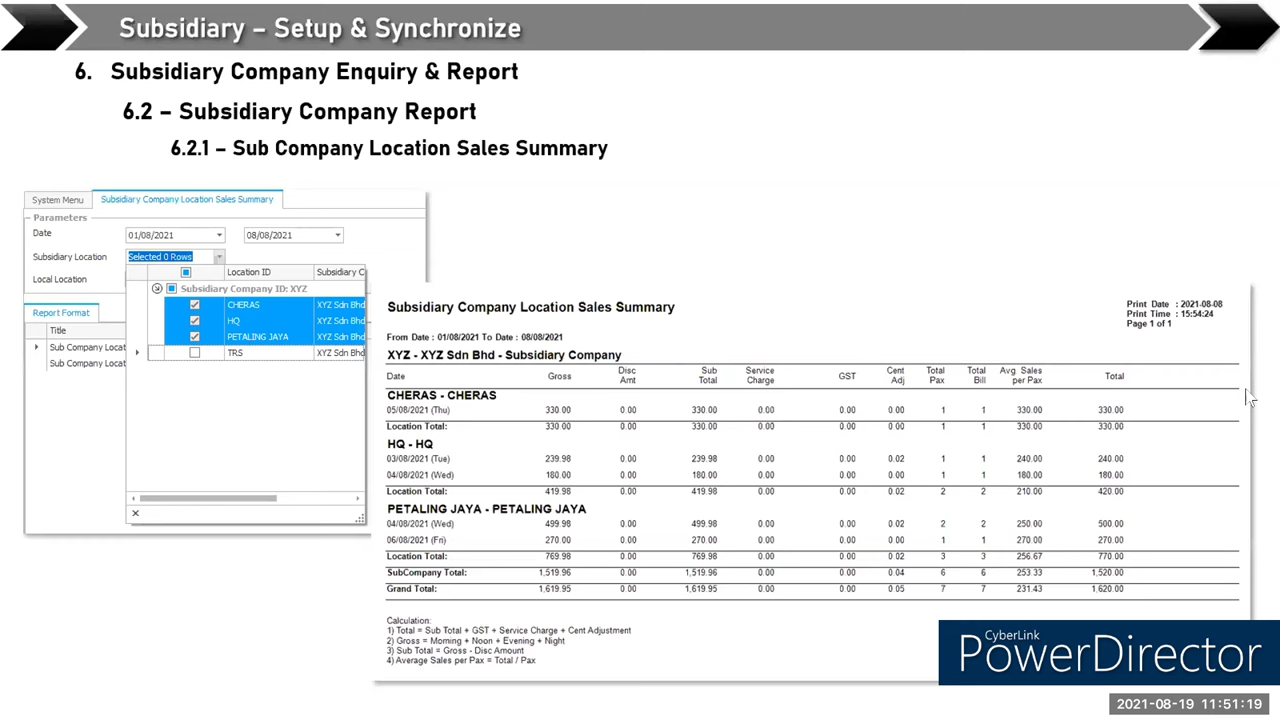 Subsidiary – Setup & Synchronize
6. Subsidiary Company Enquiry & Report
6.2 – Subsidiary Company Report
6.2.1 – Sub Company Location Sales Summary
System Menu Subsidiary Company Location Sales Summary
Parameters
Date 01/08/2021 08/08/2021
Subsidiary Location Selected 0 Rows
Local Location
Location ID Subsidiary C
Subsidiary Company ID: XYZ
CHERAS XYZ Sdn Bhd
HQ XYZ Sdn Bhd
PETALING JAYA XYZ Sdn Bhd
TRS XYZ Sdn Bhd
Report Format
Title
Sub Company Locat
Sub Company Locat
Subsidiary Company Location Sales Summary
Print Date : 2021-08-08
Print Time : 15:54:24
Page 1 of 1
From Date : 01/08/2021 To Date : 08/08/2021
XYZ - XYZ Sdn Bhd - Subsidiary Company
Date Gross Disc Amt Sub Total Service Charge GST Cent Adj Total Pax Total Bill Avg Sales per Pax Total
CHERAS - CHERAS
05/08/2021 (Thu) 330.00 0.00 330.00 0.00 0.00 0.00 1 1 330.00 330.00
Location Total: 330.00 0.00 330.00 0.00 0.00 0.00 1 1 330.00 330.00
HQ - HQ
03/08/2021 (Tue) 239.98 0.00 239.98 0.00 0.00 0.02 1 1 240.00 240.00
04/08/2021 (Wed) 180.00 0.00 180.00 0.00 0.00 0.00 1 1 180.00 180.00
Location Total: 419.98 0.00 419.98 0.00 0.00 0.02 2 2 210.00 420.00
PETALING JAYA - PETALING JAYA
04/08/2021 (Wed) 499.98 0.00 499.98 0.00 0.00 0.02 2 2 250.00 500.00
06/08/2021 (Fri) 270.00 0.00 270.00 0.00 0.00 0.00 1 1 270.00 270.00
Location Total: 769.98 0.00 769.98 0.00 0.00 0.02 3 3 256.67 770.00
SubCompany Total: 1,519.96 0.00 1,519.96 0.00 0.00 0.04 6 6 253.33 1,520.00
Grand Total: 1,619.95 0.00 1,619.95 0.00 0.00 0.05 7 7 231.43 1,620.00
Calculation:
1) Total = Sub Total + GST + Service Charge + Cent Adjustment
2) Gross = Morning + Noon + Evening + Night
3) Sub Total = Gross - Disc Amount
4) Average Sales per Pax = Total / Pax
CyberLink
PowerDirector
2021-08-19 11:51:19